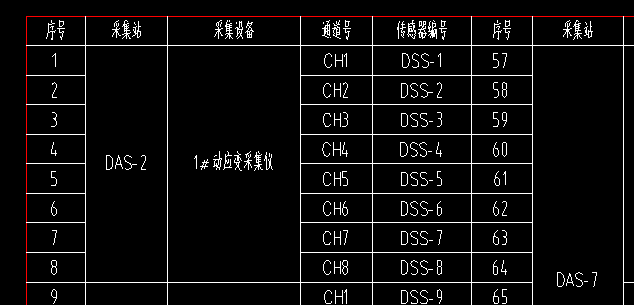 序号 采集站 采集设备 通道号 传感器编号 序号 采集站
1 CH1 DSS-1 57
2 CH2 DSS-2 58
3 CH3 DSS-3 59
4 CH4 DSS-4 60
DAS-2 1#动应变采集仪
5 CH5 DSS-5 61
6 CH6 DSS-6 62
7 CH7 DSS-7 63
8 CH8 DSS-8 64
DAS-7
9 CH1 DSS-9 65